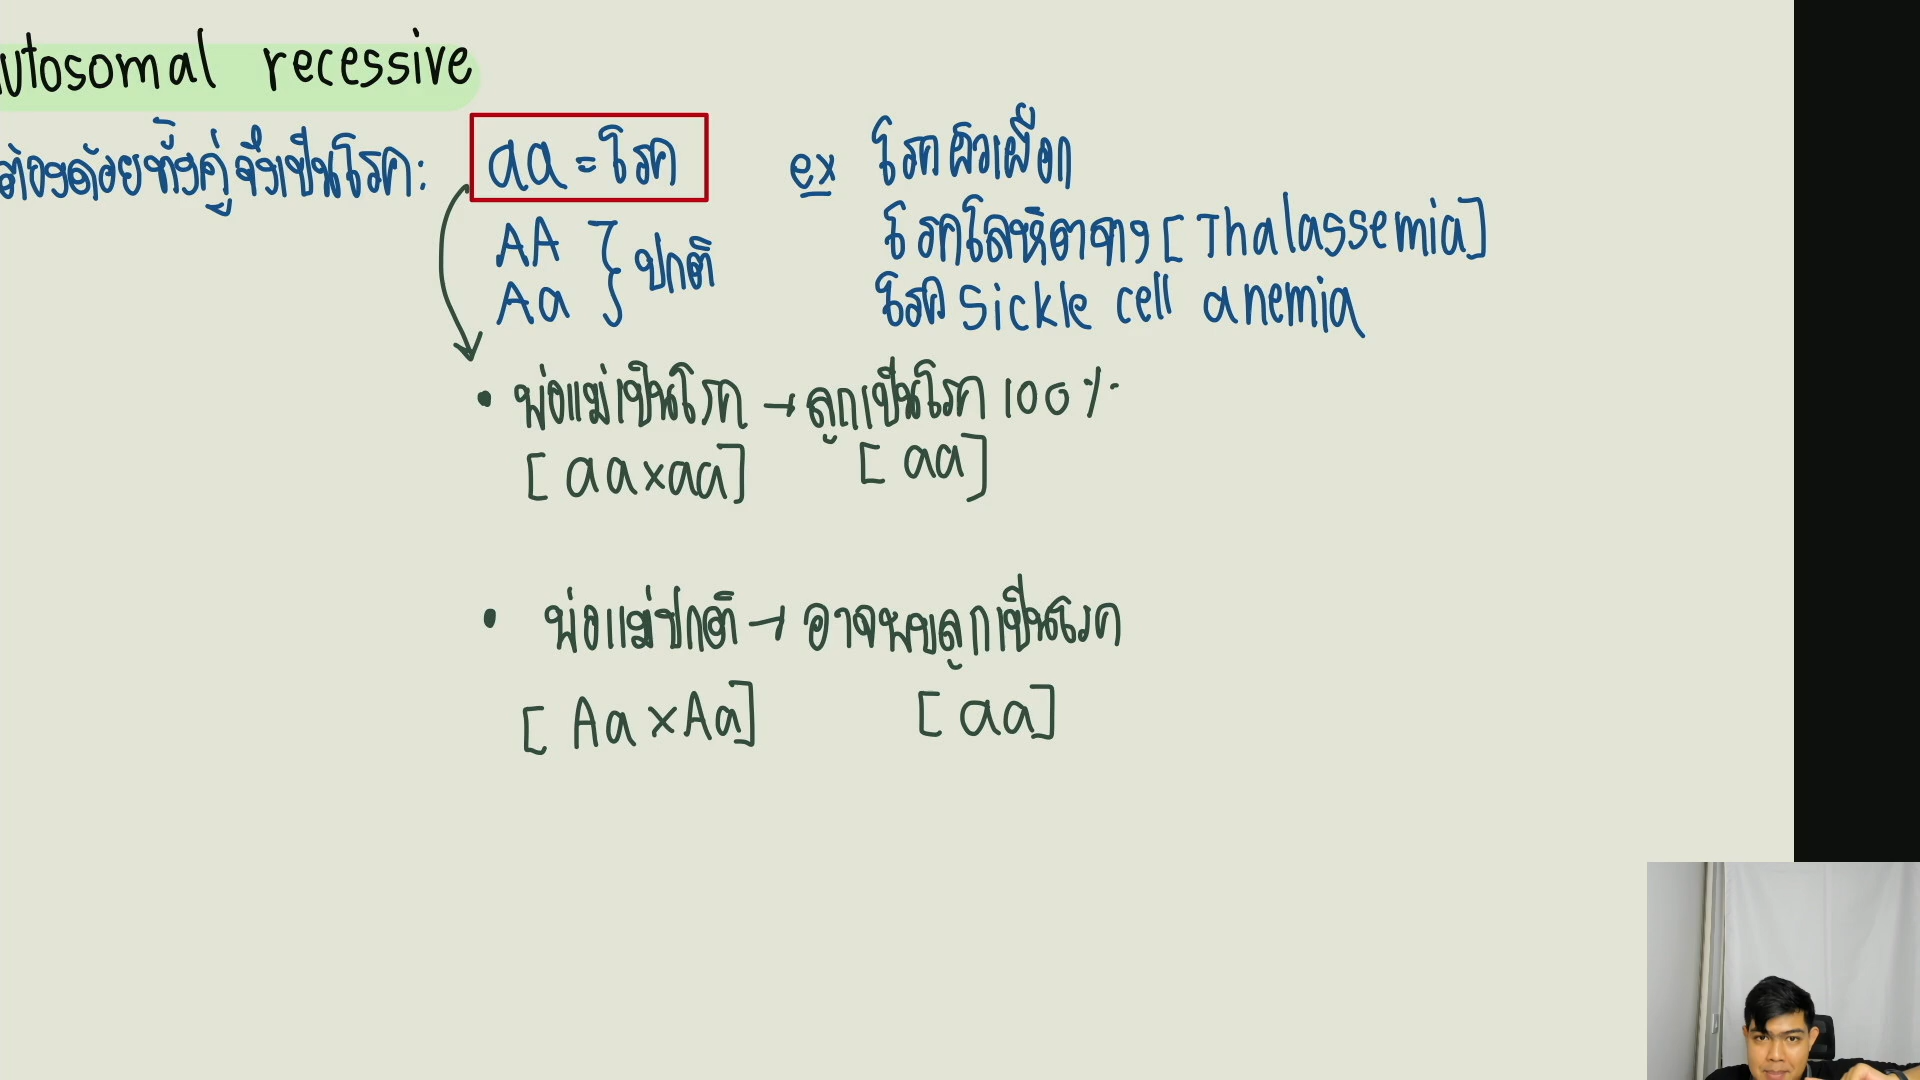 utosomal recessive
ต้องด้อยทั้งคู่จึงเป็นโรค:
aa = โรค
AA
Aa } ปกติ
ex โรคผิวเผือก
โรคโลหิตจาง [Thalassemia]
โรค Sickle cell anemia
• พ่อแม่เป็นโรค → ลูกเป็นโรค 100%
[aa×aa] [aa]
• พ่อแม่ปกติ → อาจพบลูกเป็นโรค
[Aa×Aa] [aa]